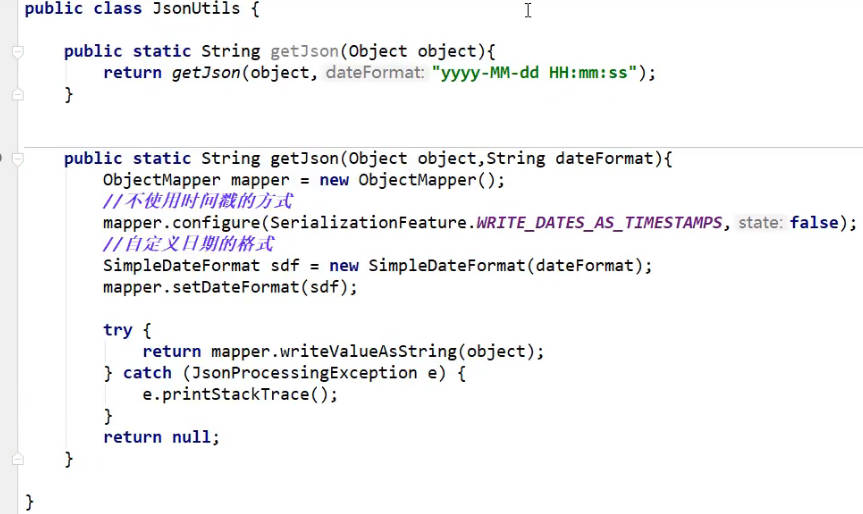 public class JsonUtils {
public static String getJson(Object object){
return getJson(object, dateFormat: "yyyy-MM-dd HH:mm:ss");
}
public static String getJson(Object object,String dateFormat){
ObjectMapper mapper = new ObjectMapper();
//不使用时间戳的方式
mapper.configure(SerializationFeature.WRITE_DATES_AS_TIMESTAMPS, state: false);
//自定义日期的格式
SimpleDateFormat sdf = new SimpleDateFormat(dateFormat);
mapper.setDateFormat(sdf);
try {
return mapper.writeValueAsString(object);
} catch (JsonProcessingException e) {
e.printStackTrace();
}
return null;
}
}